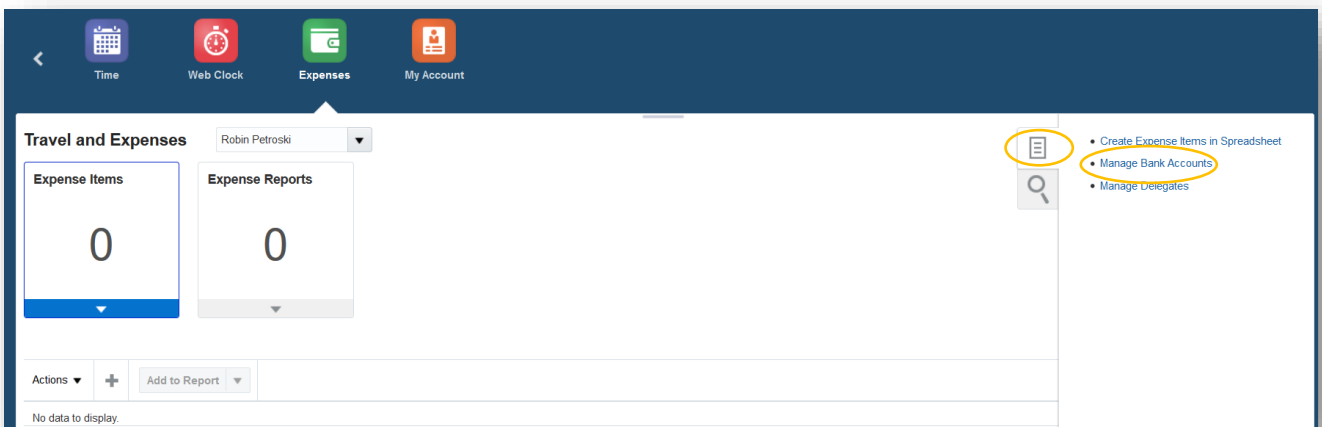 Time
Web Clock
Expenses
My Account
Travel and Expenses
Robin Petroski
Expense Items
0
Expense Reports
0
Actions
Add to Report
No data to display.
Create Expense Items in Spreadsheet
Manage Bank Accounts
Manage Delegates